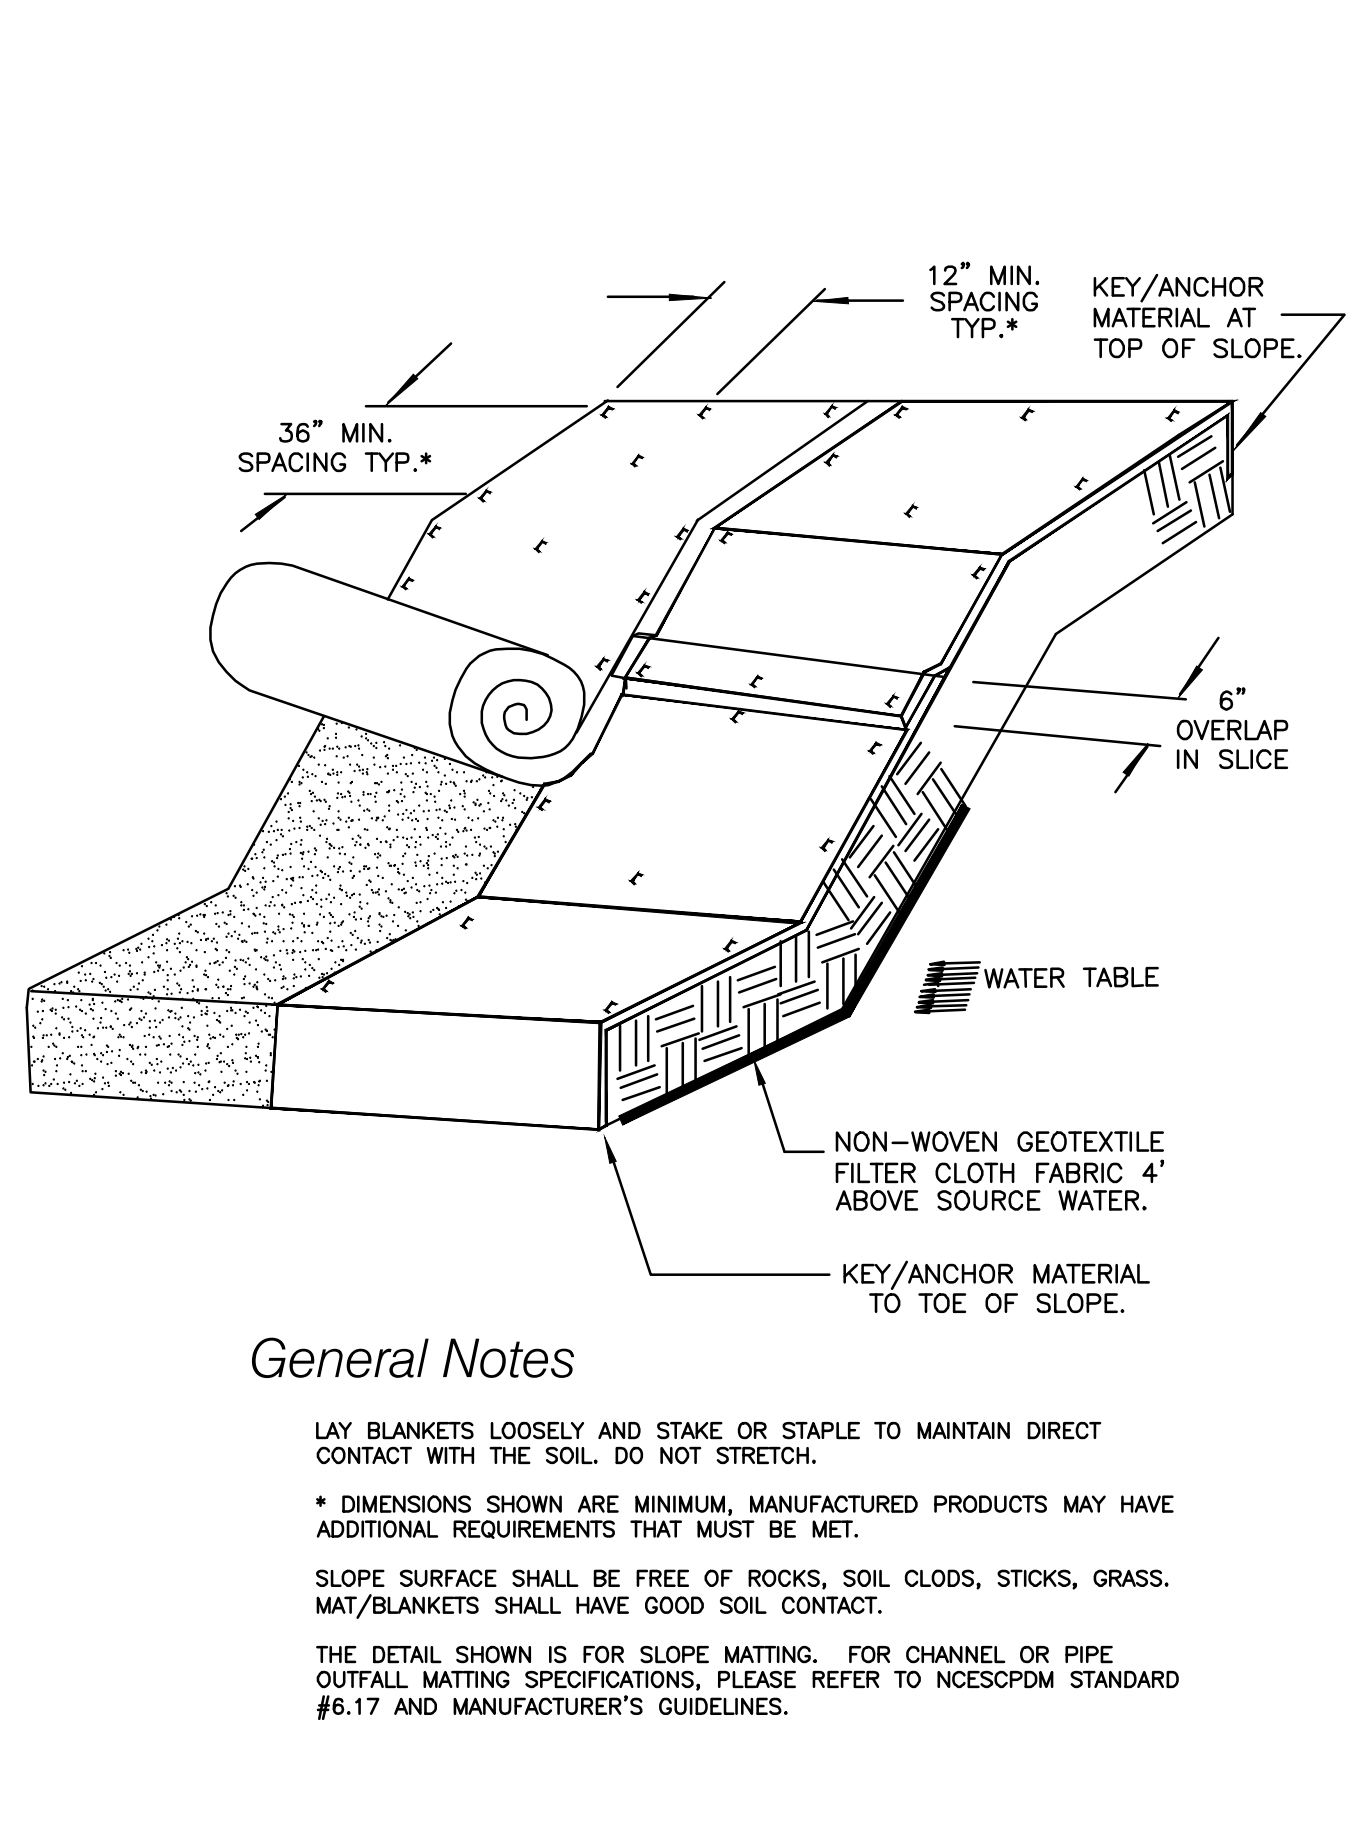 12" MIN.
SPACING
TYP.*
KEY/ANCHOR
MATERIAL AT
TOP OF SLOPE.
36" MIN.
SPACING TYP.*
6"
OVERLAP
IN SLICE
WATER TABLE
NON-WOVEN GEOTEXTILE
FILTER CLOTH FABRIC 4'
ABOVE SOURCE WATER.
KEY/ANCHOR MATERIAL
TO TOE OF SLOPE.
General Notes
LAY BLANKETS LOOSELY AND STAKE OR STAPLE TO MAINTAIN DIRECT
CONTACT WITH THE SOIL. DO NOT STRETCH.
* DIMENSIONS SHOWN ARE MINIMUM, MANUFACTURED PRODUCTS MAY HAVE
ADDITIONAL REQUIREMENTS THAT MUST BE MET.
SLOPE SURFACE SHALL BE FREE OF ROCKS, SOIL CLODS, STICKS, GRASS.
MAT/BLANKETS SHALL HAVE GOOD SOIL CONTACT.
THE DETAIL SHOWN IS FOR SLOPE MATTING. FOR CHANNEL OR PIPE
OUTFALL MATTING SPECIFICATIONS, PLEASE REFER TO NCESCPDM STANDARD
#6.17 AND MANUFACTURER'S GUIDELINES.